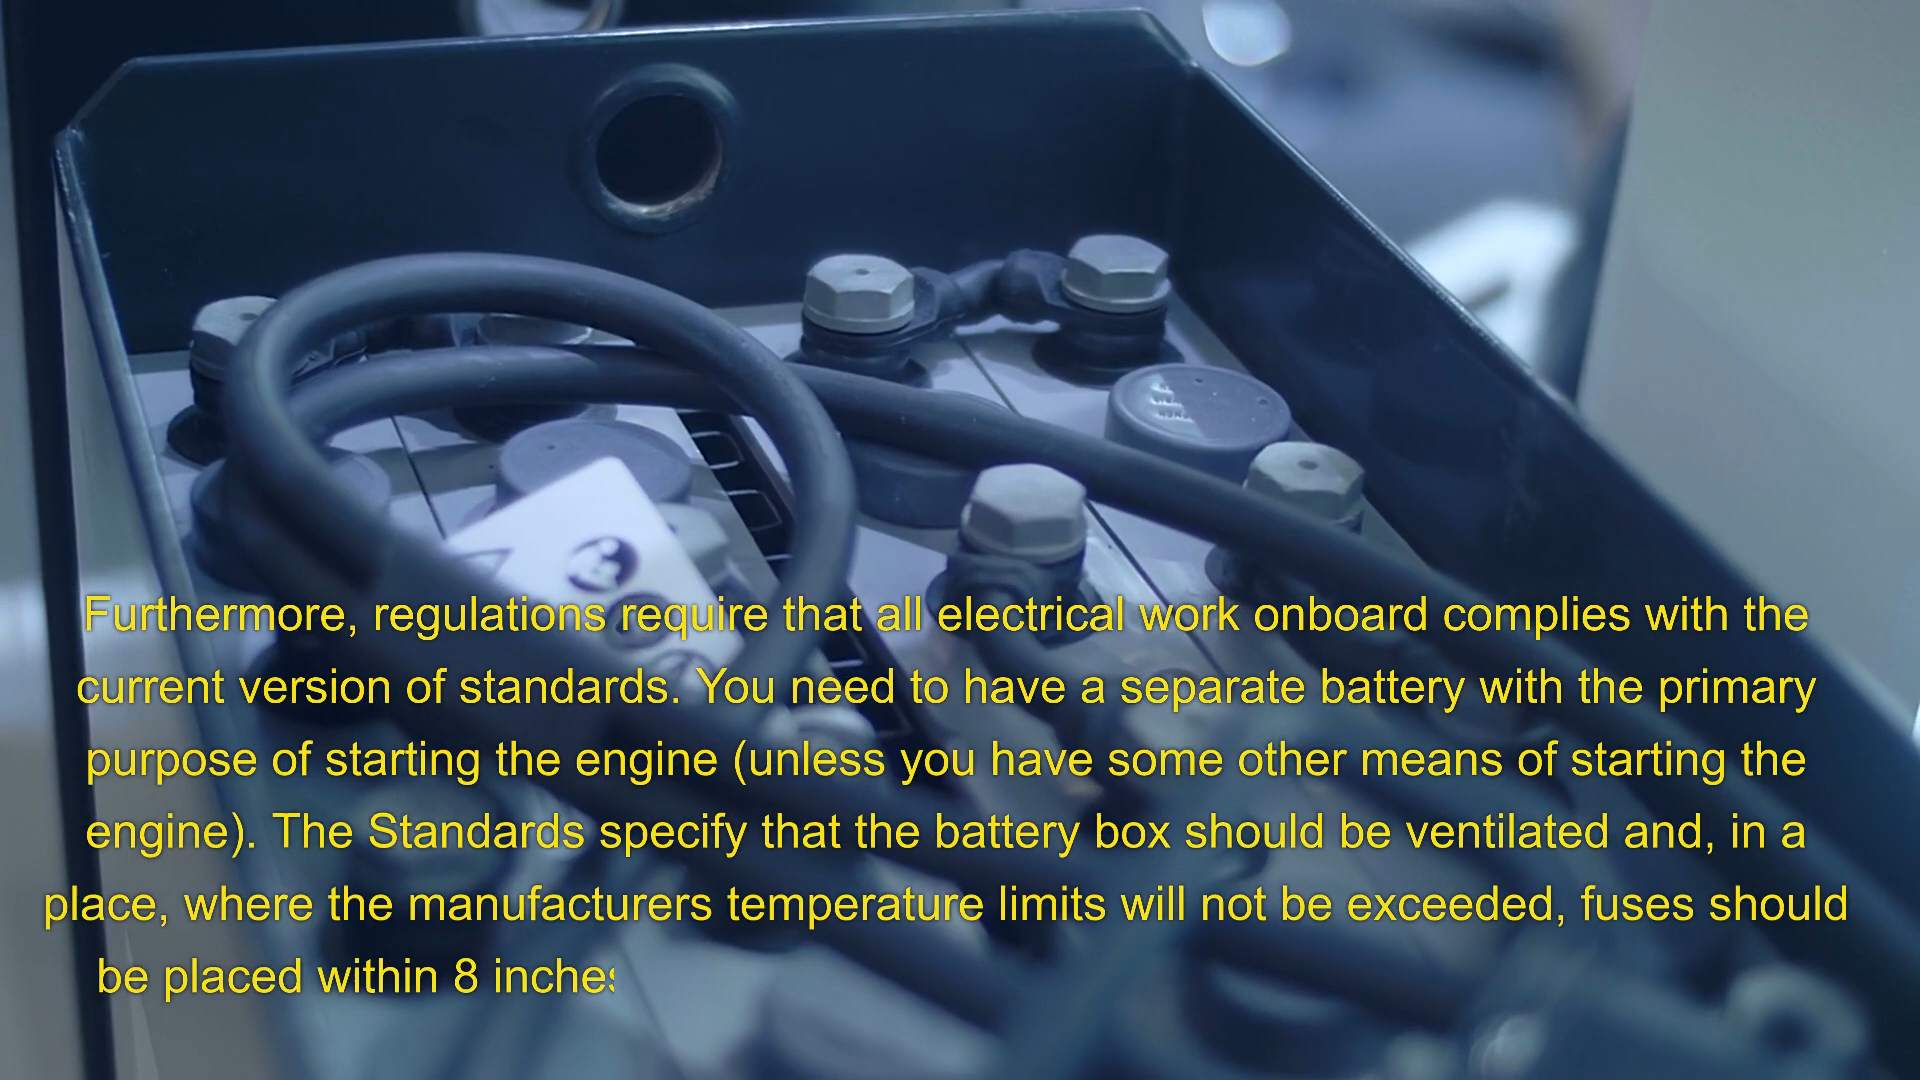 Furthermore, regulations require that all electrical work onboard complies with the
current version of standards. You need to have a separate battery with the primary
purpose of starting the engine (unless you have some other means of starting the
engine). The Standards specify that the battery box should be ventilated and, in a
place, where the manufacturers temperature limits will not be exceeded, fuses should
be placed within 8 inches